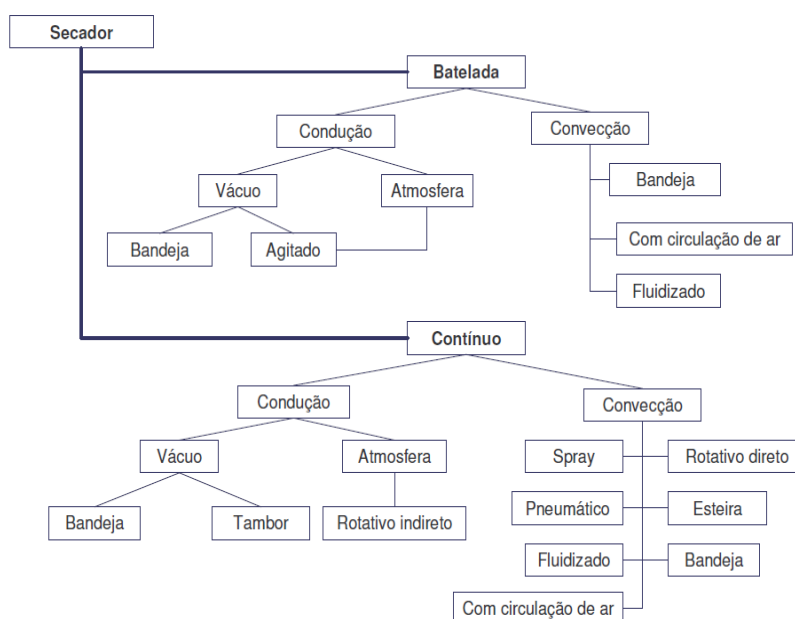 Secador
Batelada
Condução
Convecção
Vácuo
Atmosfera
Bandeja
Bandeja
Agitado
Com circulação de ar
Fluidizado
Contínuo
Condução
Convecção
Vácuo
Atmosfera
Spray
Rotativo direto
Bandeja
Tambor
Rotativo indireto
Pneumático
Esteira
Fluidizado
Bandeja
Com circulação de ar